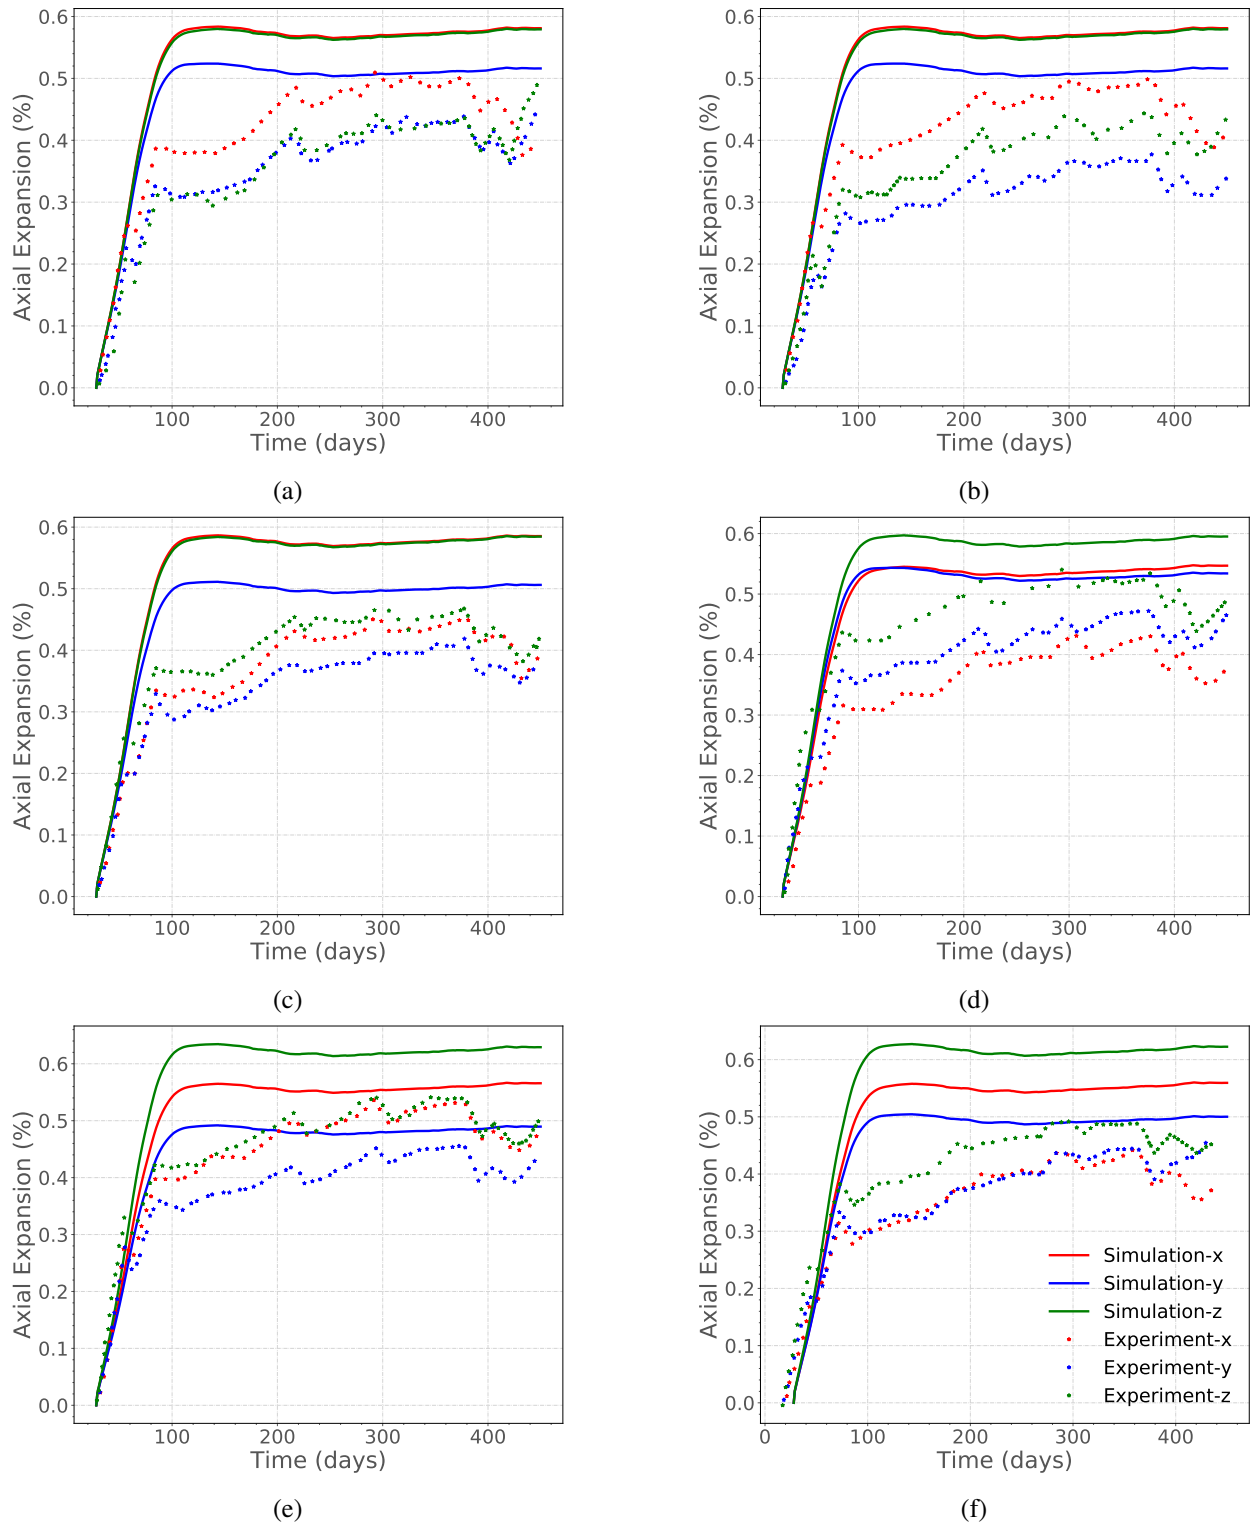 0.6
0.5
0.4
0.3
0.2
0.1
0.0
Axial Expansion (%)
100 200 300 400
Time (days)
(a)
0.6
0.5
0.4
0.3
0.2
0.1
0.0
Axial Expansion (%)
100 200 300 400
Time (days)
(b)
0.6
0.5
0.4
0.3
0.2
0.1
0.0
Axial Expansion (%)
100 200 300 400
Time (days)
(c)
0.6
0.5
0.4
0.3
0.2
0.1
0.0
Axial Expansion (%)
100 200 300 400
Time (days)
(d)
0.6
0.5
0.4
0.3
0.2
0.1
0.0
Axial Expansion (%)
100 200 300 400
Time (days)
(e)
0.6
0.5
0.4
0.3
0.2
0.1
0.0
Axial Expansion (%)
Simulation-x
Simulation-y
Simulation-z
Experiment-x
Experiment-y
Experiment-z
0 100 200 300 400
Time (days)
(f)